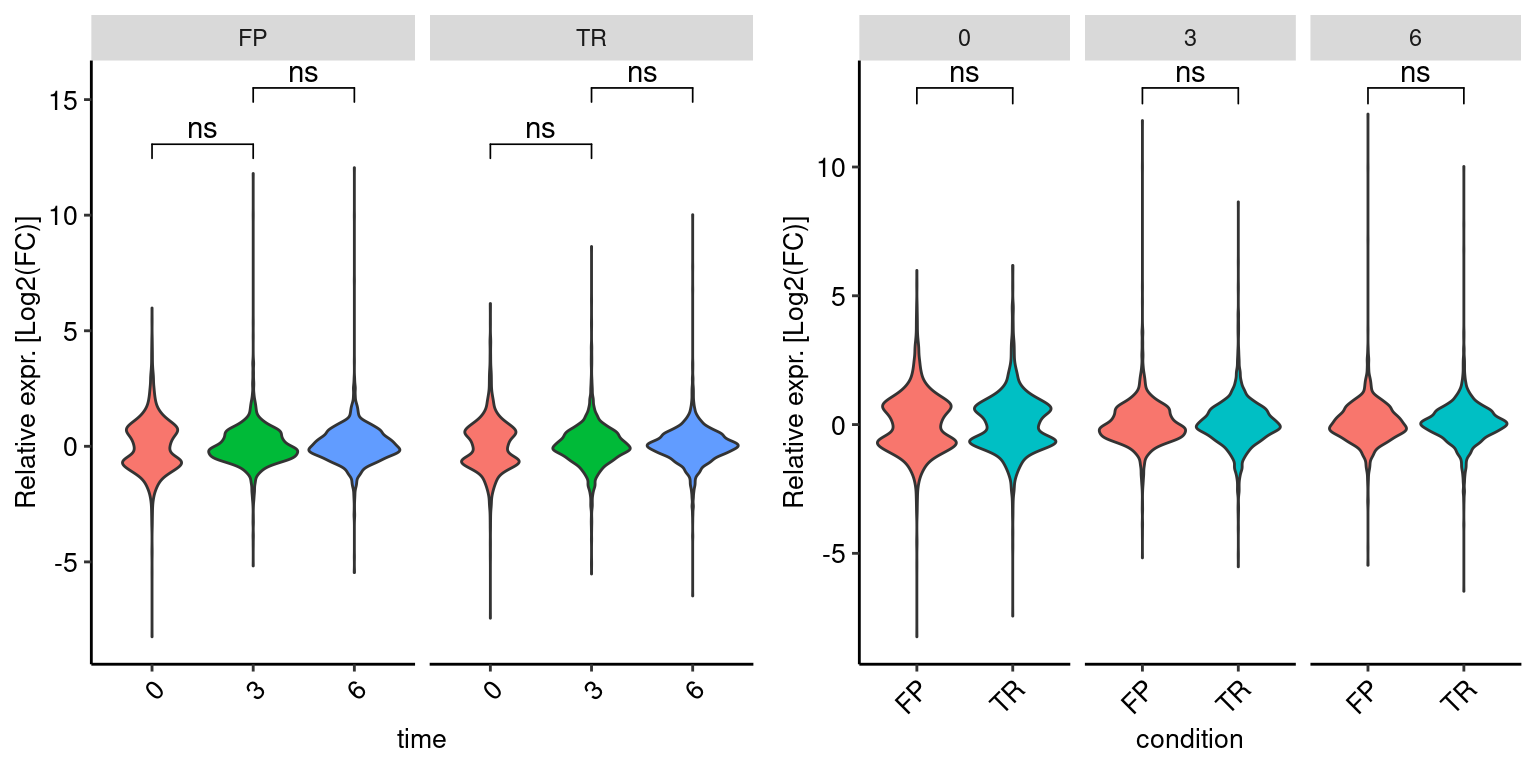 FP TR
ns ns
ns ns
15
10
5
0
-5
Relative expr. [Log2(FC)]
0 3 6 0 3 6
time
0 3 6
ns ns ns
10
5
0
-5
Relative expr. [Log2(FC)]
FP TR FP TR FP TR
condition